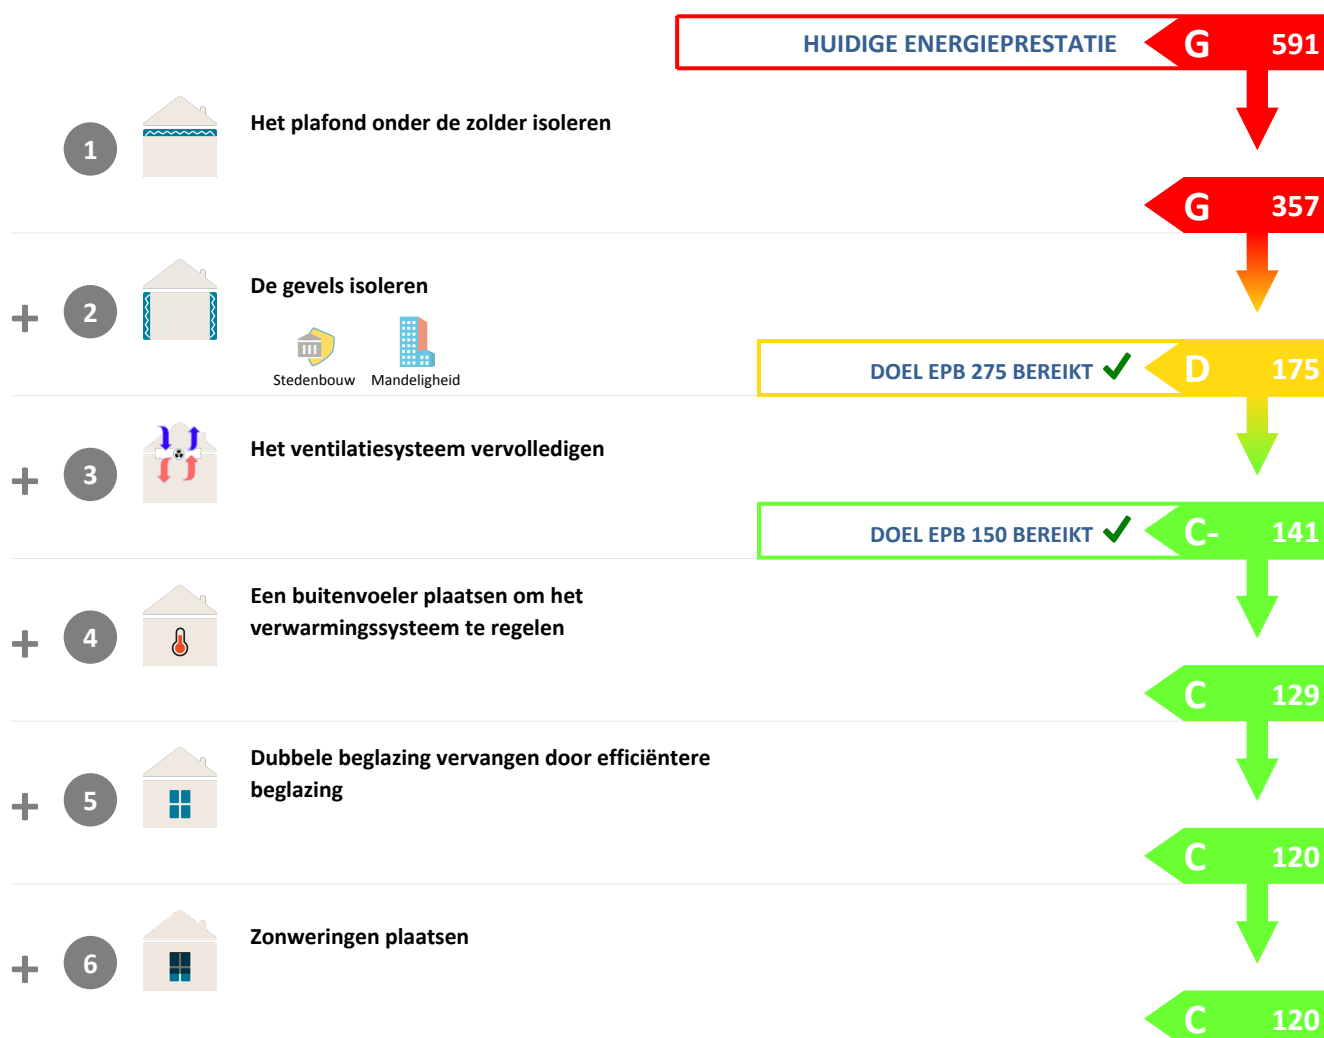 HUIDIGE ENERGIEPRESTATIE G 591
1 Het plafond onder de zolder isoleren
G 357
+ 2 De gevels isoleren
Stedenbouw Mandeligheid
DOEL EPB 275 BEREIKT ✓ D 175
+ 3 Het ventilatiesysteem vervolledigen
DOEL EPB 150 BEREIKT ✓ C- 141
+ 4 Een buitenvoeler plaatsen om het
verwarmingssysteem te regelen
C 129
+ 5 Dubbele beglazing vervangen door efficiëntere
beglazing
C 120
+ 6 Zonweringen plaatsen
C 120